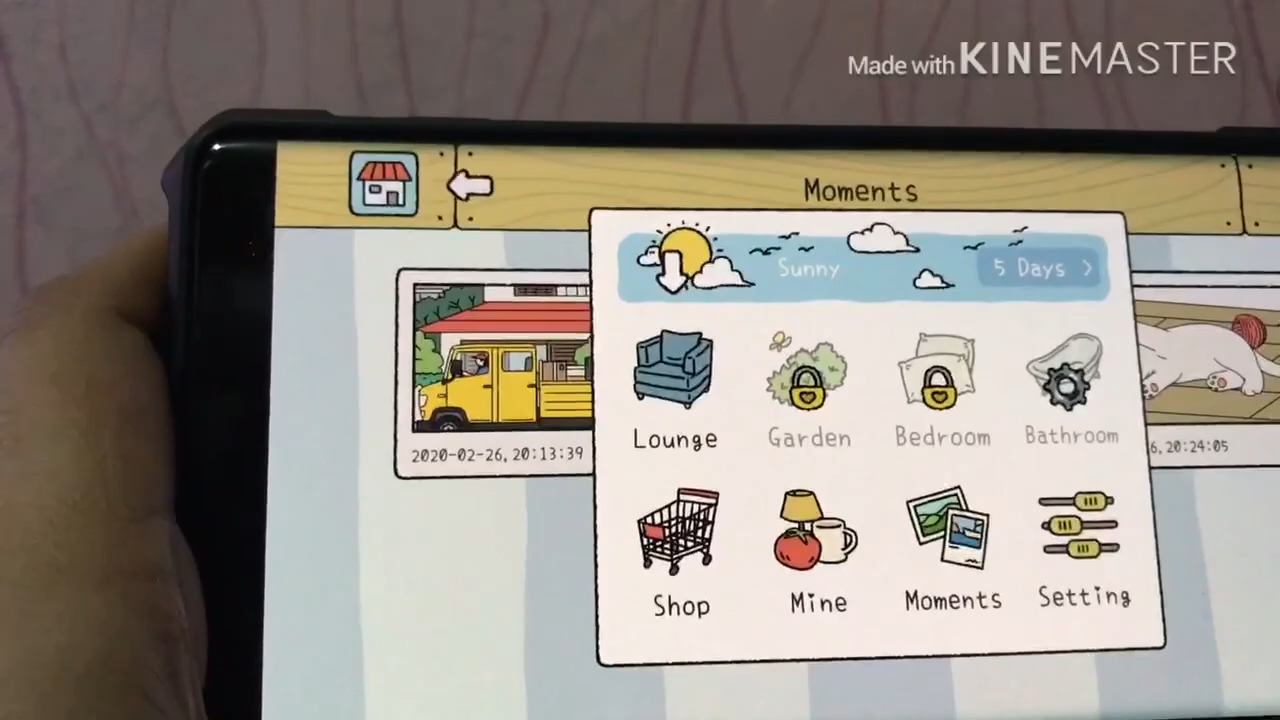 Made with KINEMASTER
Moments
Sunny
5 Days >
Lounge
Garden
Bedroom
Bathroom
2020-02-26, 20:13:39
6, 20:24:05
Shop
Mine
Moments
Setting